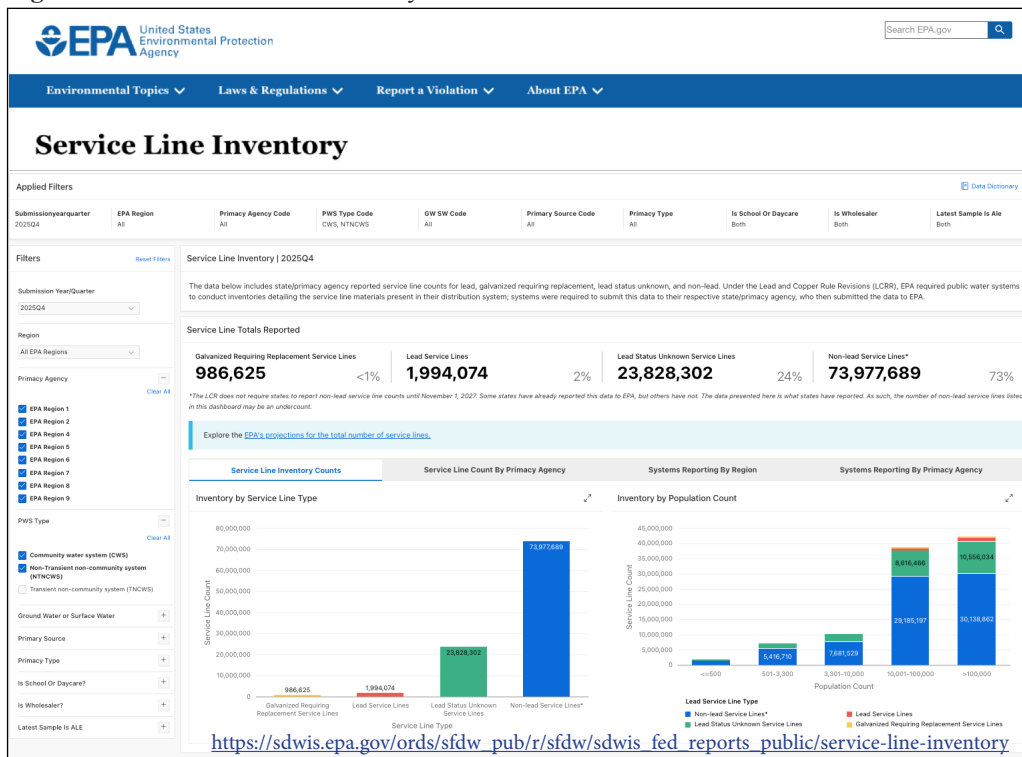 United States
Environmental Protection
Agency
EPA
Search EPA.gov
Environmental Topics
Laws & Regulations
Report a Violation
About EPA
Service Line Inventory
Applied Filters
Data Dictionary
Submissionyearquarter
2025Q4
EPA Region
All
Primacy Agency Code
All
PWS Type Code
CWS, NTNCWS
GW SW Code
All
Primary Source Code
All
Primacy Type
All
Is School Or Daycare
Both
Is Wholesaler
Both
Latest Sample Is Ale
Both
Filters
Reset Filters
Submission Year/Quarter
2025Q4
Region
All EPA Regions
Primacy Agency
Clear All
EPA Region 1
EPA Region 2
EPA Region 4
EPA Region 5
EPA Region 6
EPA Region 7
EPA Region 8
EPA Region 9
PWS Type
Clear All
Community water system (CWS)
Non-Transient non-community system
(NTNCWS)
Transient non-community system (TNCWS)
Ground Water or Surface Water
Primary Source
Primacy Type
Is School Or Daycare?
Is Wholesaler?
Latest Sample Is ALE
Service Line Inventory | 2025Q4
The data below includes state/primacy agency reported service line counts for lead, galvanized requiring replacement, lead status unknown, and non-lead. Under the Lead and Copper Rule Revisions (LCRR), EPA required public water systems
to conduct inventories detailing the service line materials present in their distribution system; systems were required to submit this data to their respective state/primacy agency, who then submitted the data to EPA.
Service Line Totals Reported
Galvanized Requiring Replacement Service Lines
986,625
<1%
Lead Service Lines
1,994,074
2%
Lead Status Unknown Service Lines
23,828,302
24%
Non-lead Service Lines*
73,977,689
73%
*The LCR does not require states to report non-lead service line counts until November 1, 2027. Some states have already reported this data to EPA, but others have not. The data presented here is what states have reported. As such, the number of non-lead service lines listed
in this dashboard may be an undercount.
Explore the EPA's projections for the total number of service lines.
Service Line Inventory Counts
Service Line Count By Primacy Agency
Systems Reporting By Region
Systems Reporting By Primacy Agency
Inventory by Service Line Type
80,000,000
70,000,000
60,000,000
50,000,000
40,000,000
30,000,000
20,000,000
10,000,000
0
Service Line Count
986,625
1,994,074
23,828,302
73,977,689
Galvanized Requiring
Replacement Service Lines
Lead Service Lines
Lead Status Unknown
Service Lines
Non-lead Service Lines*
Service Line Type
Inventory by Population Count
45,000,000
40,000,000
35,000,000
30,000,000
25,000,000
20,000,000
15,000,000
10,000,000
5,000,000
0
Service Line Count
5,416,710
7,681,529
8,616,466
29,185,197
10,556,034
30,138,862
<=500
501-3,300
3,301-10,000
10,001-100,000
>100,000
Population Count
Lead Service Line Type
Non-lead Service Lines*
Lead Service Lines
Lead Status Unknown Service Lines
Galvanized Requiring Replacement Service Lines
https://sdwis.epa.gov/ords/sfdw_pub/r/sfdw/sdwis_fed_reports_public/service-line-inventory